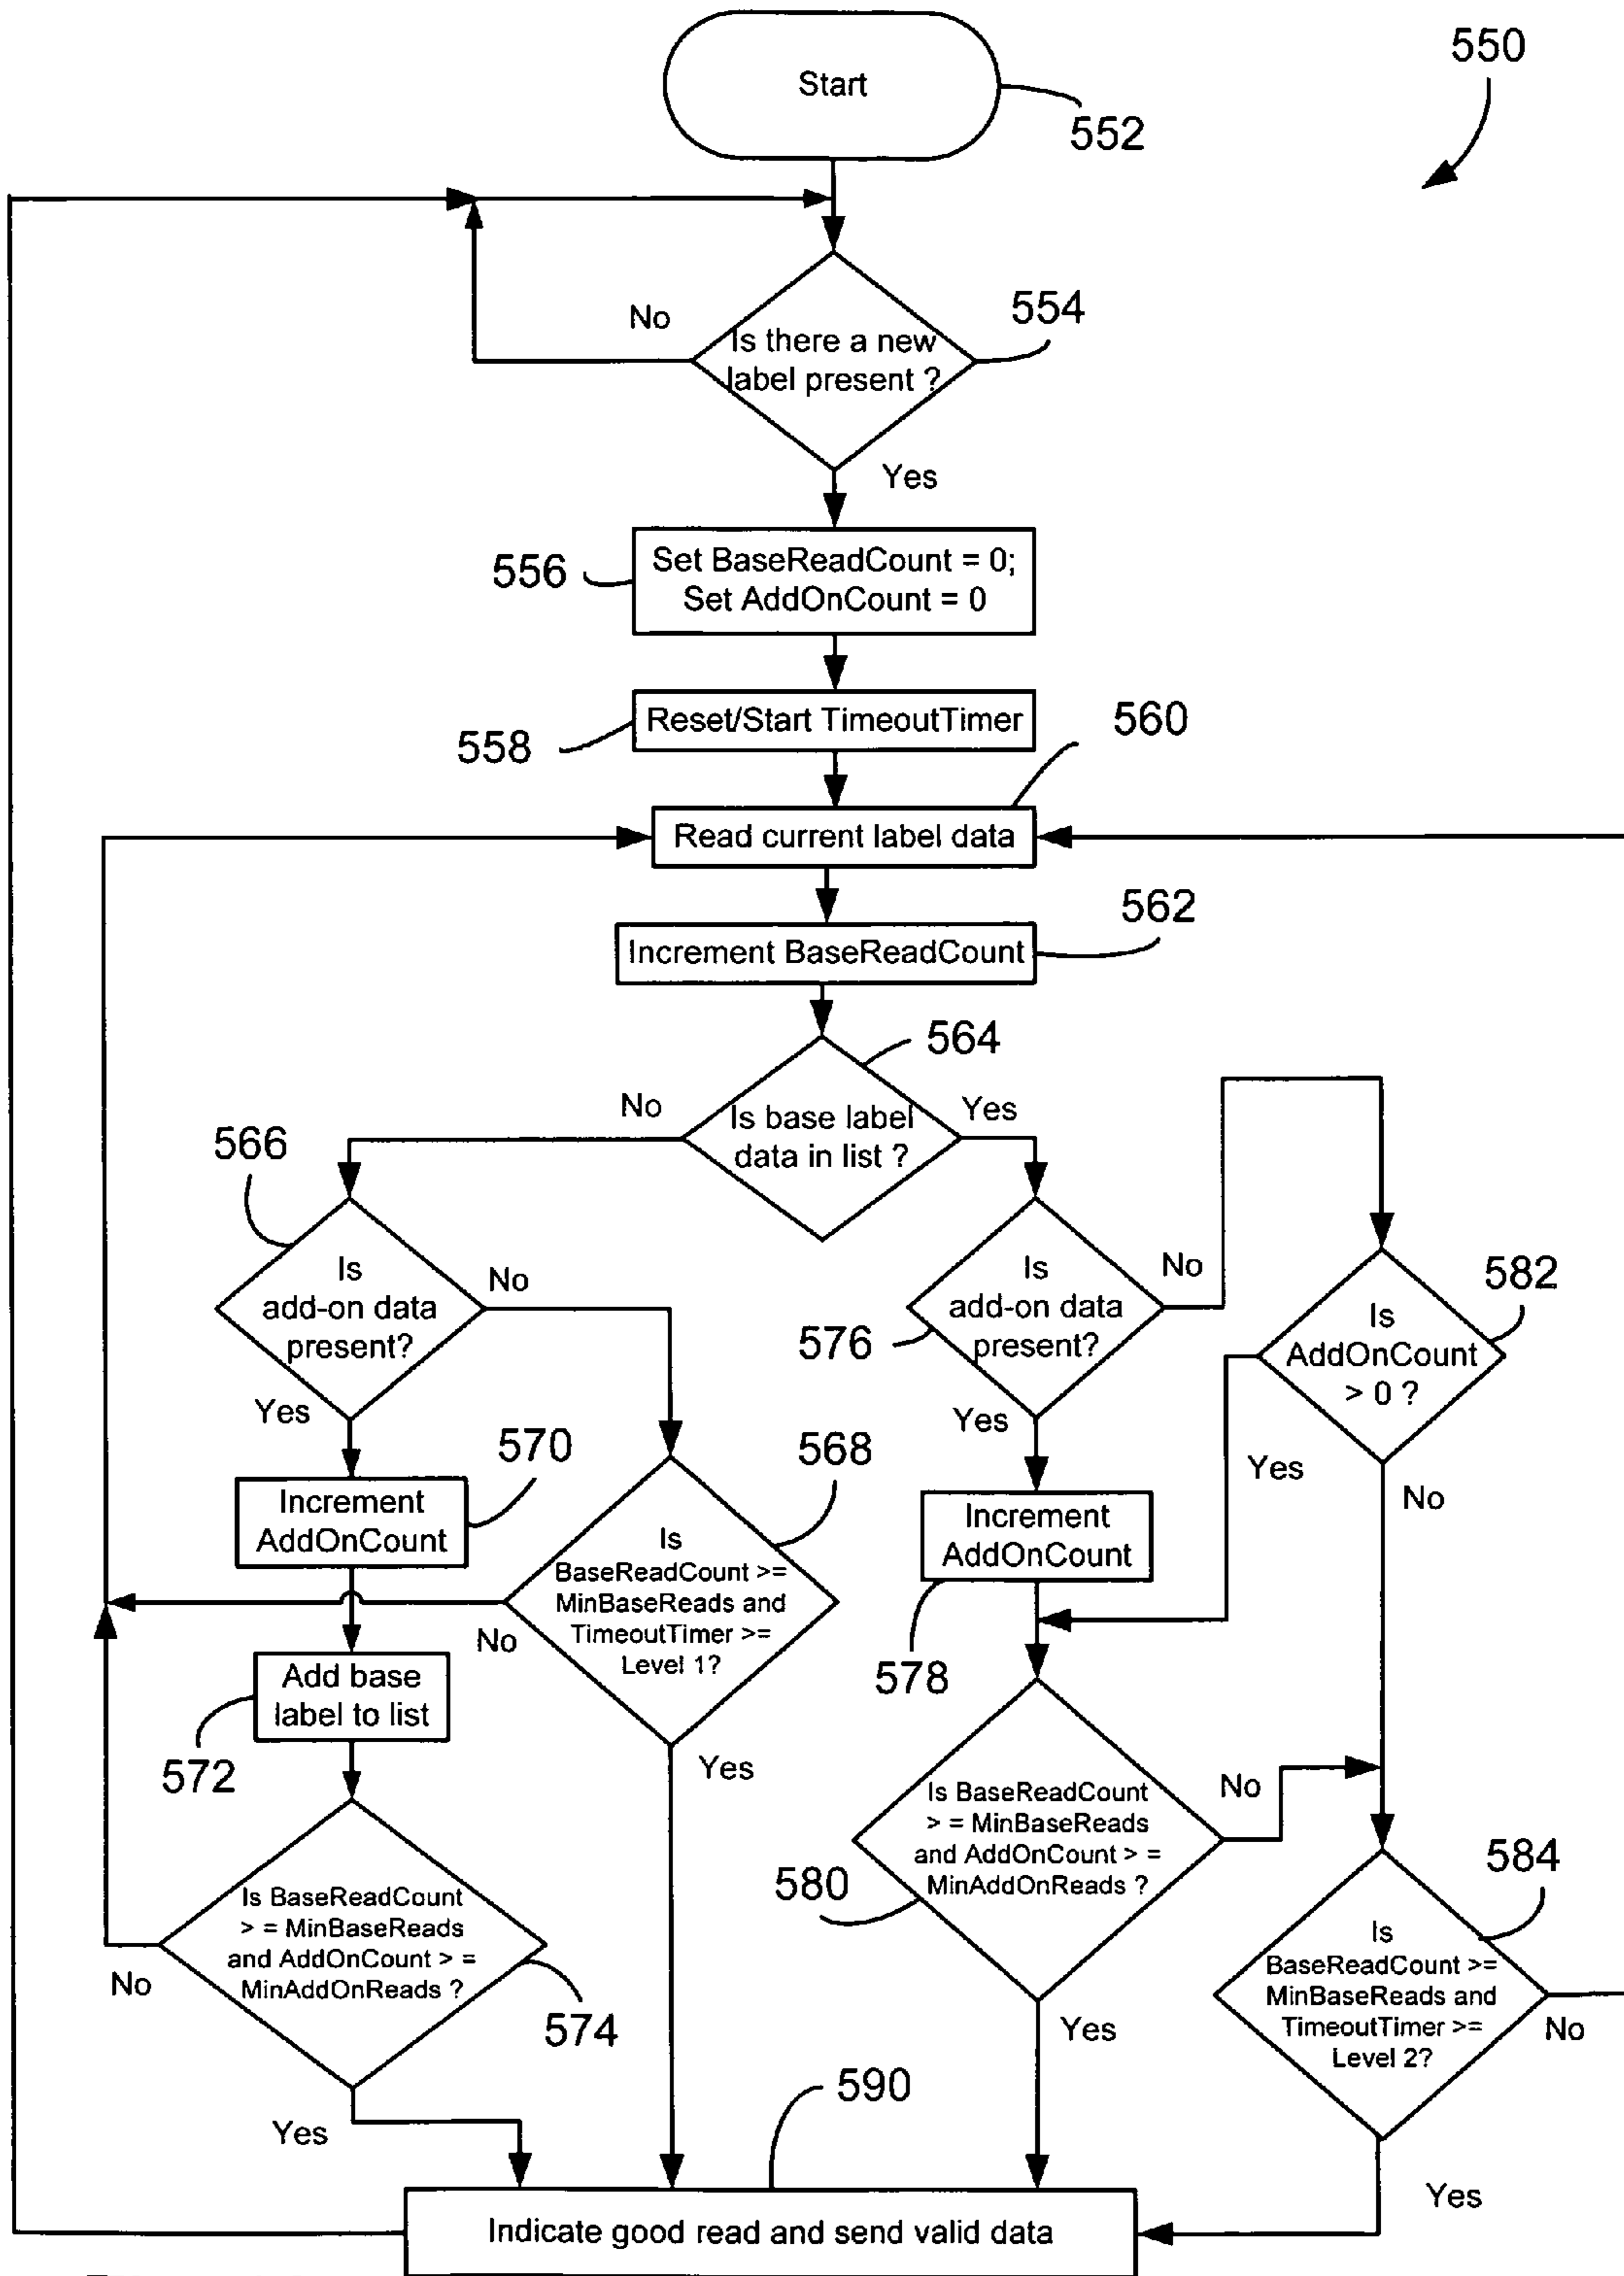 Start
552
550
No
Is there a new
label present ?
554
Yes
556
Set BaseReadCount = 0;
Set AddOnCount = 0
558
Reset/Start TimeoutTimer
560
Read current label data
562
Increment BaseReadCount
564
No
Is base label
data in list ?
Yes
566
Is
add-on data
present?
No
Yes
576
Is
add-on data
present?
No
Yes
582
Is
AddOnCount
> 0 ?
Yes
No
570
Increment
AddOnCount
568
Is
BaseReadCount >=
MinBaseReads and
TimeoutTimer >=
Level 1?
No
Yes
Increment
AddOnCount
578
572
Add base
label to list
Is BaseReadCount
> = MinBaseReads
and AddOnCount > =
MinAddOnReads ?
No
574
Yes
580
Is BaseReadCount
> = MinBaseReads
and AddOnCount > =
MinAddOnReads ?
No
Yes
584
Is
BaseReadCount >=
MinBaseReads and
TimeoutTimer >=
Level 2?
No
Yes
590
Indicate good read and send valid data